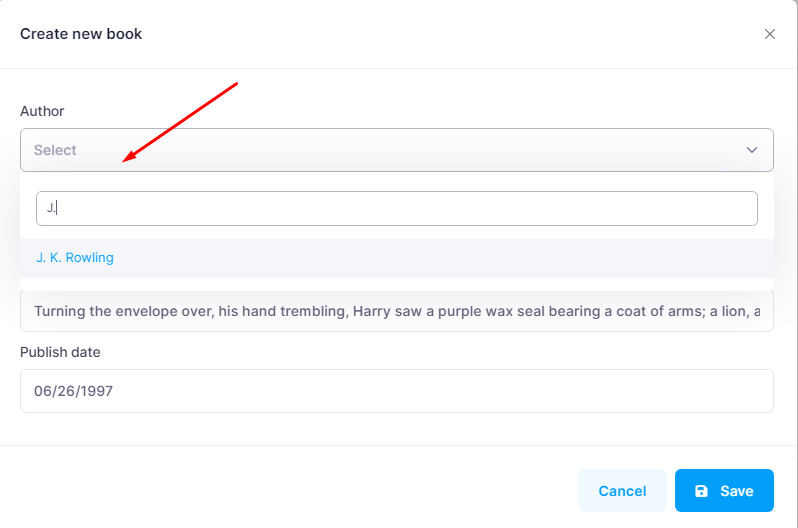 Create new book
Author
Select
J.
J. K. Rowling
Turning the envelope over, his hand trembling, Harry saw a purple wax seal bearing a coat of arms; a lion, a
Publish date
06/26/1997
Cancel
Save